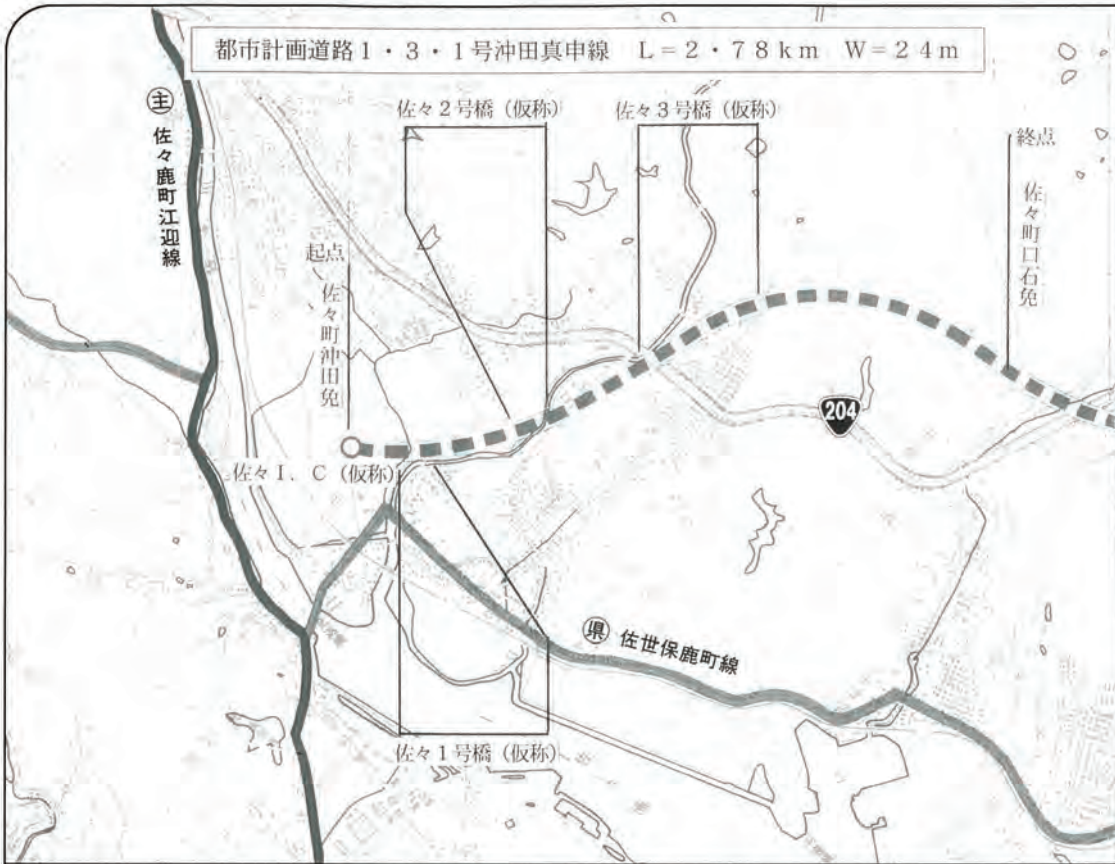 都市計画道路1・3・1号沖田真申線　L=2・78km　W=24m
主 佐々鹿町江迎線
佐々2号橋(仮称)
佐々3号橋(仮称)
起点　佐々町沖田免
終点　佐々町口石免
204
佐々I.C(仮称)
県 佐世保鹿町線
佐々1号橋(仮称)